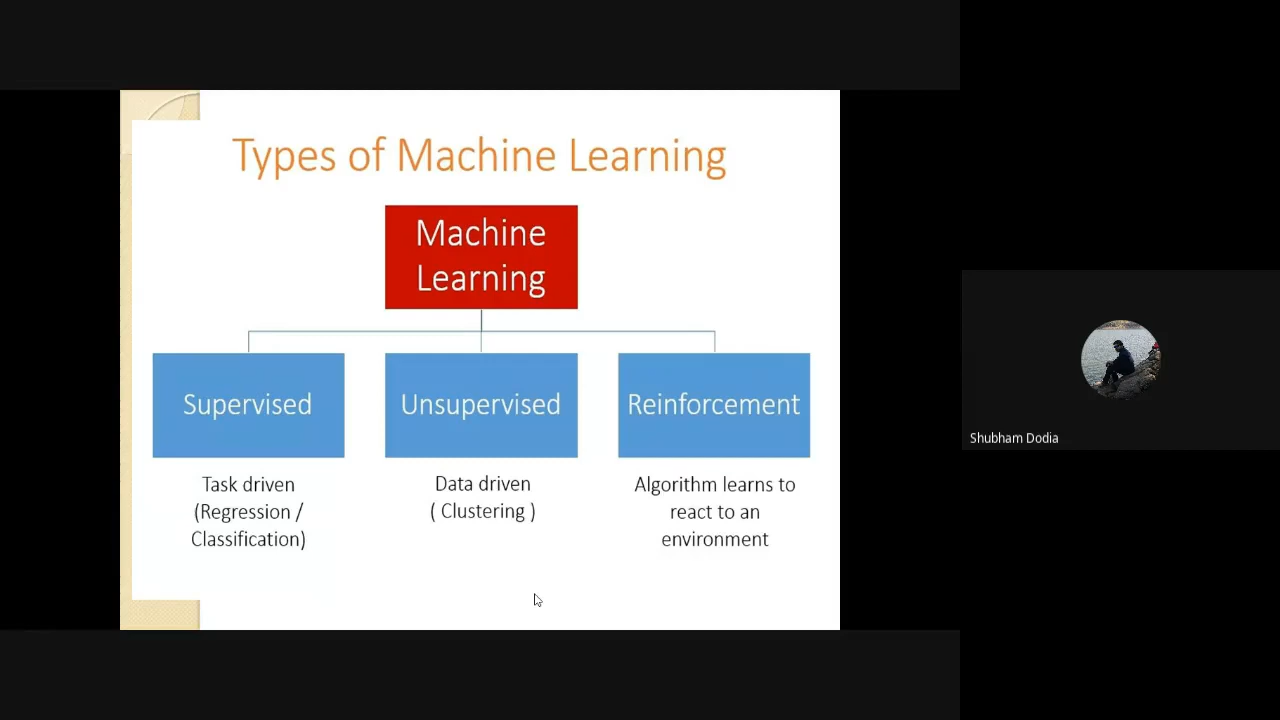 Types of Machine Learning
Machine
Learning
Supervised
Unsupervised
Reinforcement
Task driven
(Regression /
Classification)
Data driven
( Clustering )
Algorithm learns to
react to an
environment
Shubham Dodia